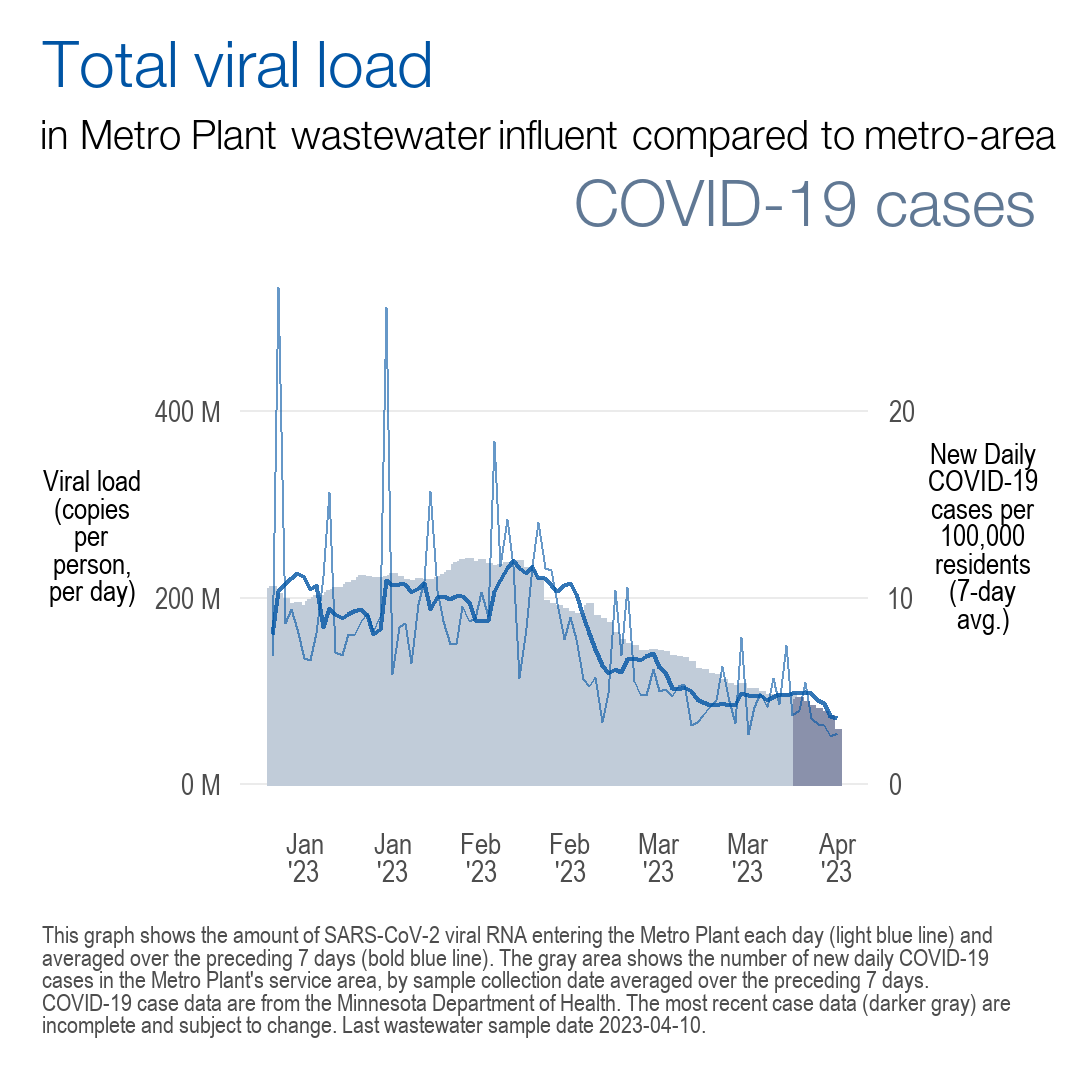 Total viral load
in Metro Plant wastewater influent compared to metro-area
COVID-19 cases
400 M
20
Viral load
(copies
per
person,
per day)
New Daily
COVID-19
cases per
100,000
residents
(7-day
avg.)
200 M
10
0 M
0
Jan
'23
Jan
'23
Feb
'23
Feb
'23
Mar
'23
Mar
'23
Apr
'23
This graph shows the amount of SARS-CoV-2 viral RNA entering the Metro Plant each day (light blue line) and
averaged over the preceding 7 days (bold blue line). The gray area shows the number of new daily COVID-19
cases in the Metro Plant's service area, by sample collection date averaged over the preceding 7 days.
COVID-19 case data are from the Minnesota Department of Health. The most recent case data (darker gray) are
incomplete and subject to change. Last wastewater sample date 2023-04-10.